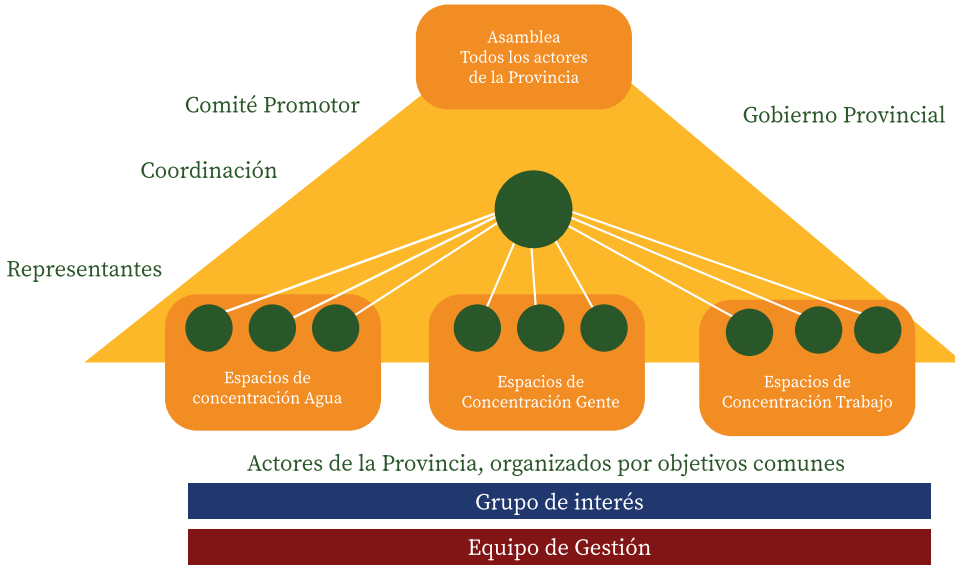 Asamblea
Todos los actores
de la Provincia
Comité Promotor
Gobierno Provincial
Coordinación
Representantes
Espacios de
concentración Agua
Espacios de
Concentración Gente
Espacios de
Concentración Trabajo
Actores de la Provincia, organizados por objetivos comunes
Grupo de interés
Equipo de Gestión